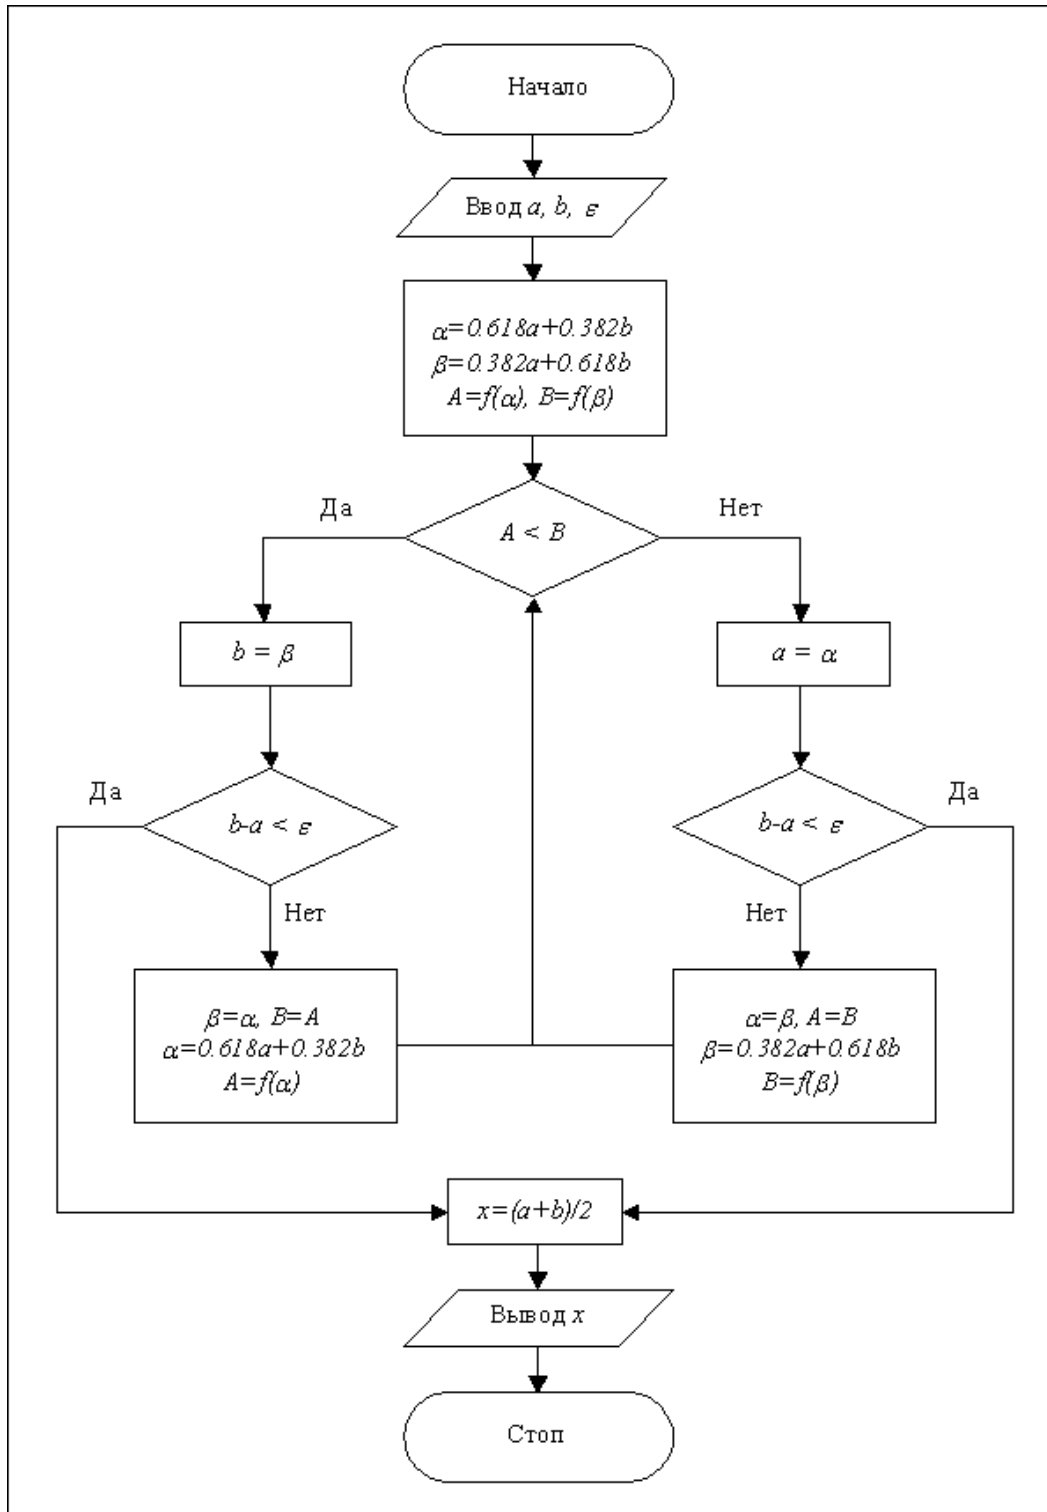 Начало
Ввод a, b, ε
α=0.618a+0.382b
β=0.382a+0.618b
A=f(α), B=f(β)
Да
A < B
Нет
b = β
a = α
Да
b-a < ε
Нет
b-a < ε
Да
Нет
β=α, B=A
α=0.618a+0.382b
A=f(α)
α=β, A=B
β=0.382a+0.618b
B=f(β)
x=(a+b)/2
Вывод x
Стоп